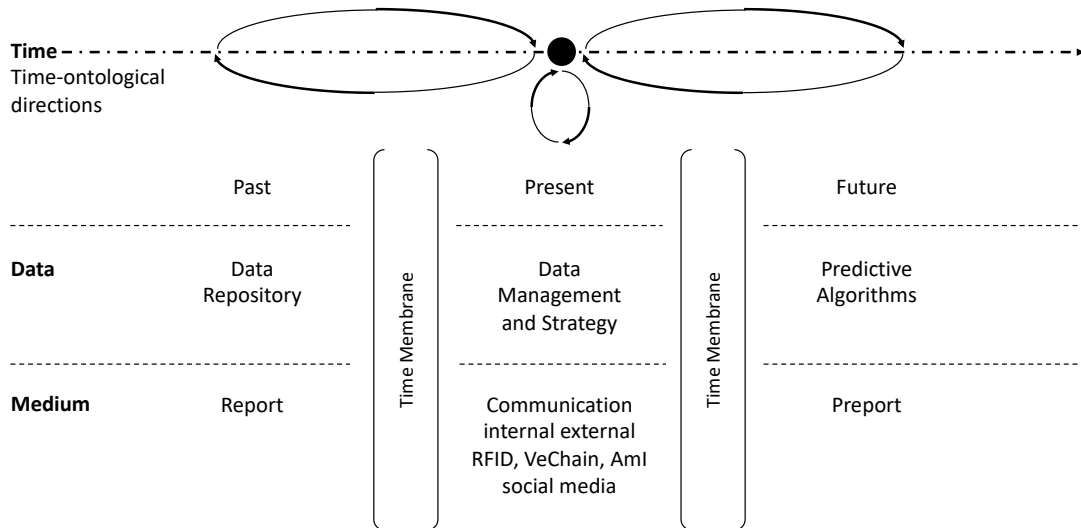 Time
Time-ontological
directions
Past
Present
Future
Data
Data
Repository
Data
Management
and Strategy
Predictive
Algorithms
Time Membrane
Time Membrane
Medium
Report
Communication
internal external
RFID, VeChain, AmI
social media
Preport